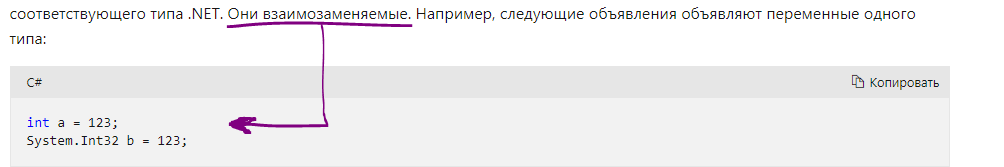 соответствующего типа .NET. Они взаимозаменяемые. Например, следующие объявления объявляют переменные одного
типа:
C#
Копировать
int a = 123;
System.Int32 b = 123;